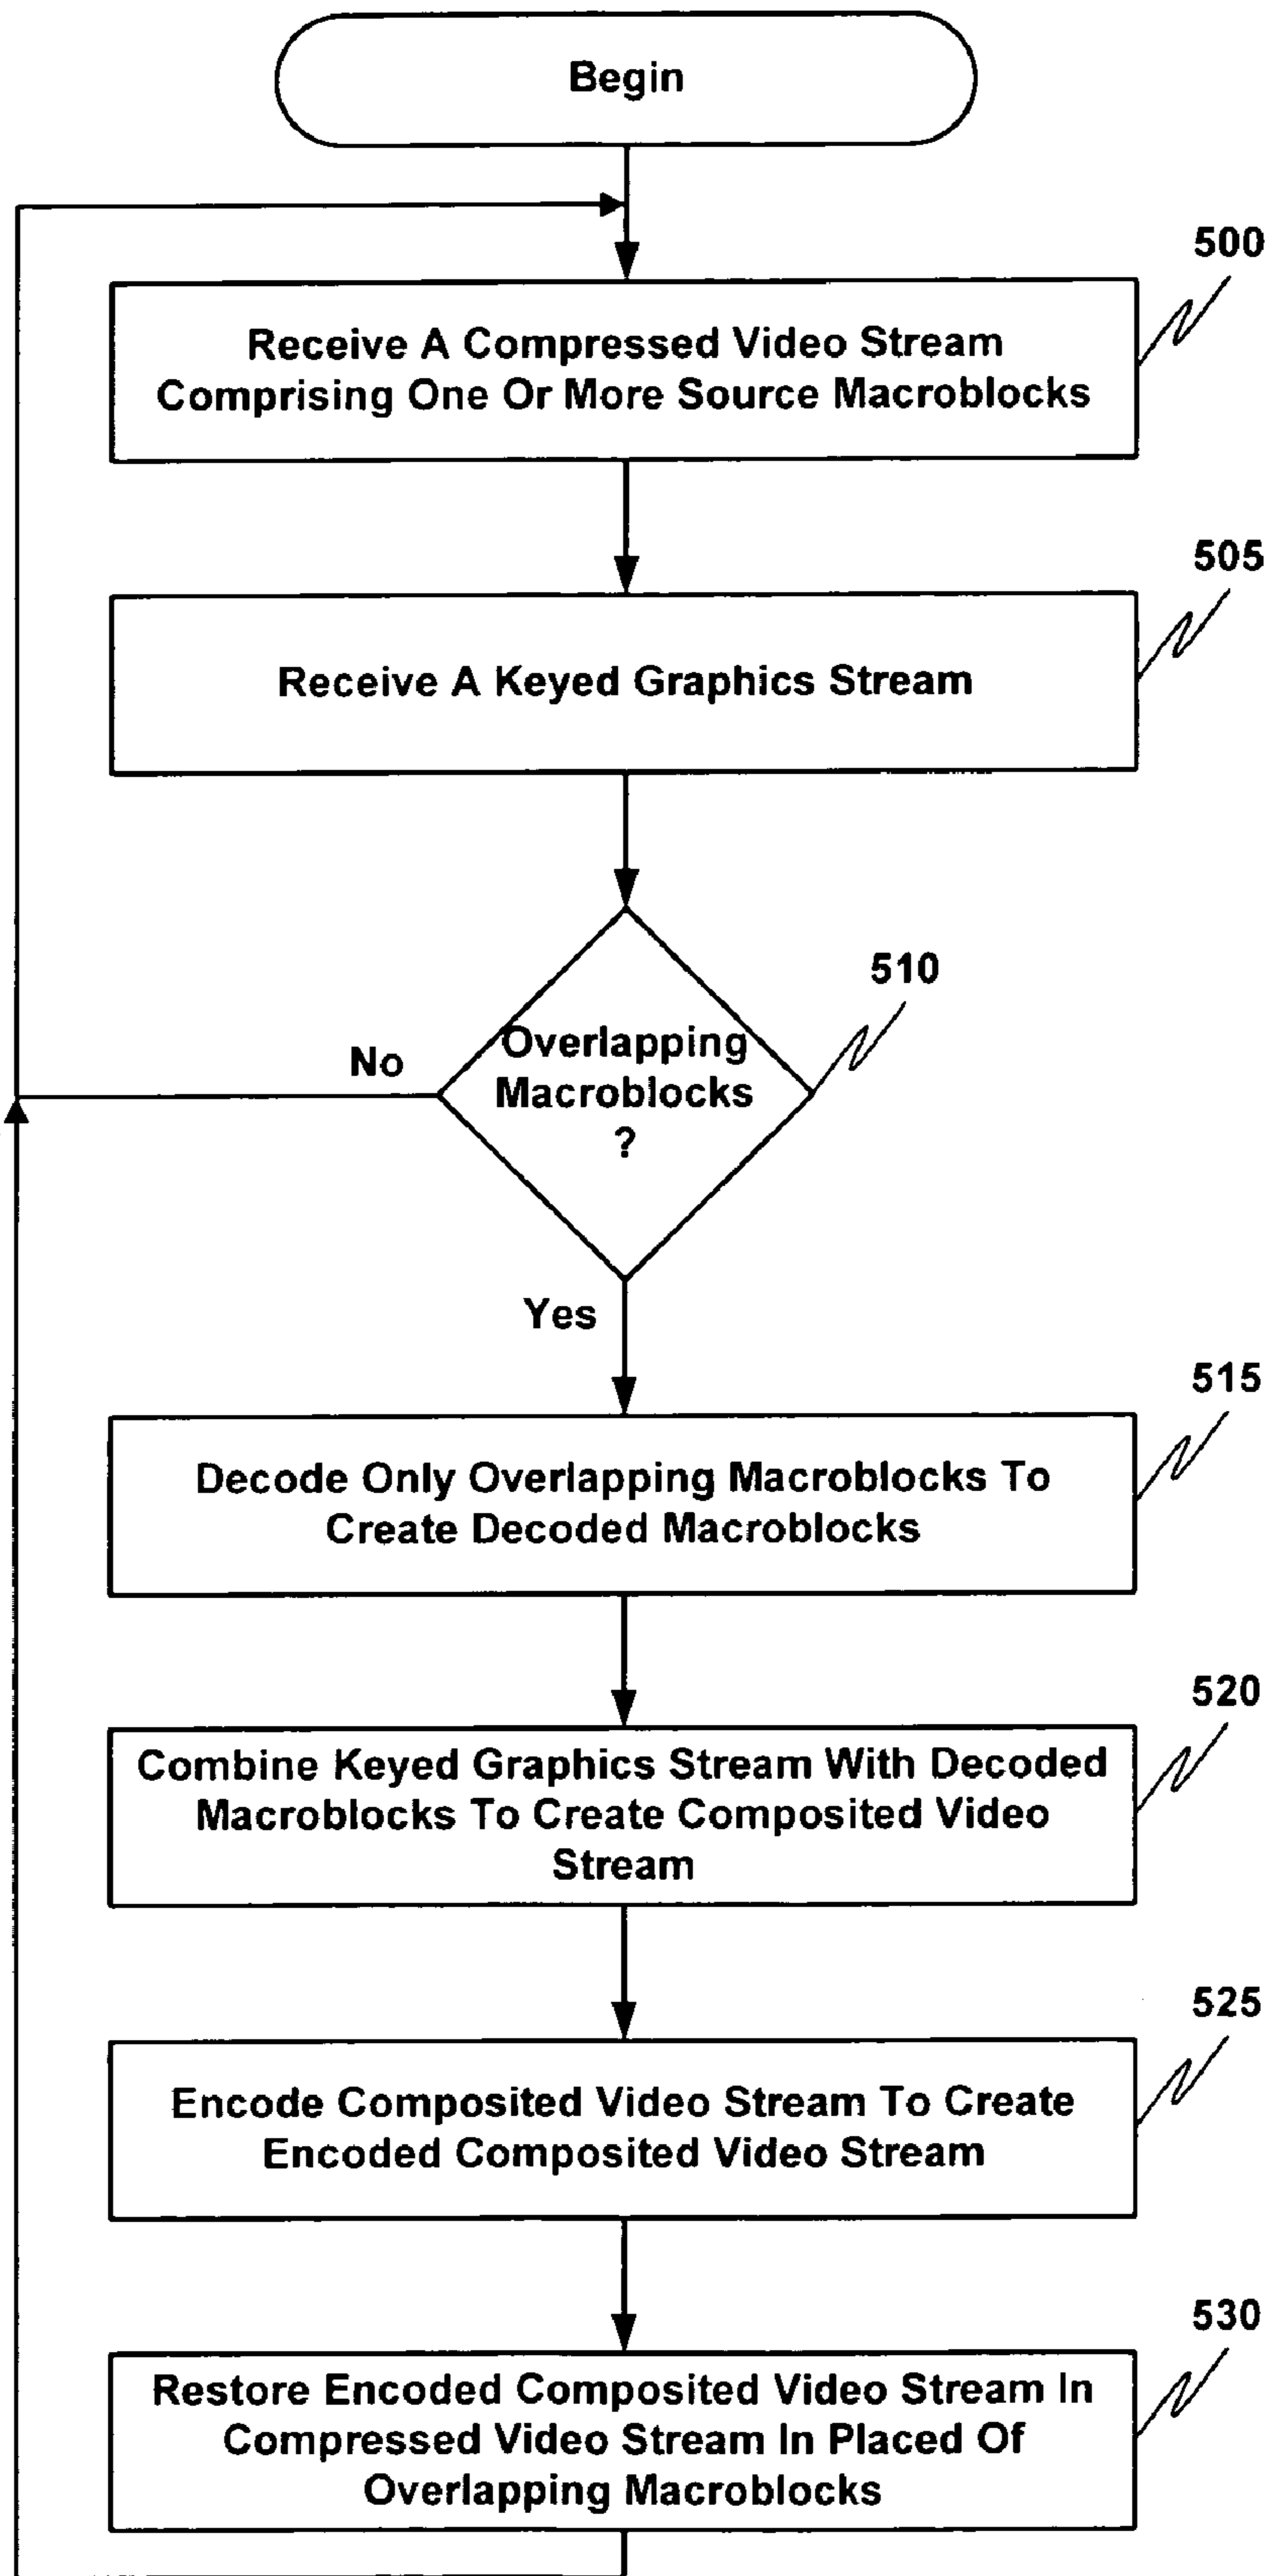 Begin
500
Receive A Compressed Video Stream
Comprising One Or More Source Macroblocks
505
Receive A Keyed Graphics Stream
510
Overlapping
Macroblocks
?
No
Yes
515
Decode Only Overlapping Macroblocks To
Create Decoded Macroblocks
520
Combine Keyed Graphics Stream With Decoded
Macroblocks To Create Composited Video
Stream
525
Encode Composited Video Stream To Create
Encoded Composited Video Stream
530
Restore Encoded Composited Video Stream In
Compressed Video Stream In Placed Of
Overlapping Macroblocks